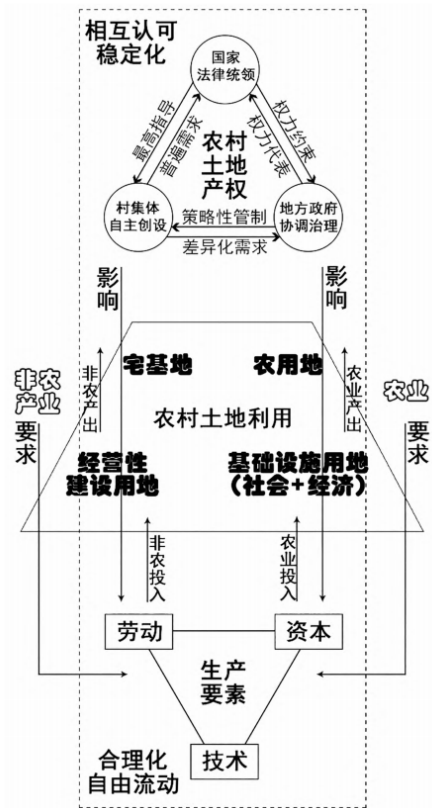 相互认可
稳定化
国家
法律统领
最高指导
普遍需求
权力约束
权力代表
农村
土地
产权
村集体
自主创设
策略性管制
差异化需求
地方政府
协调治理
影响
影响
非农产出
宅基地
农用地
农业产出
非农
产业
要求
农业
要求
农村土地利用
经营性
建设用地
基础设施用地
（社会+经济）
非农投入
农业投入
劳动
资本
生产
要素
技术
合理化
自由流动